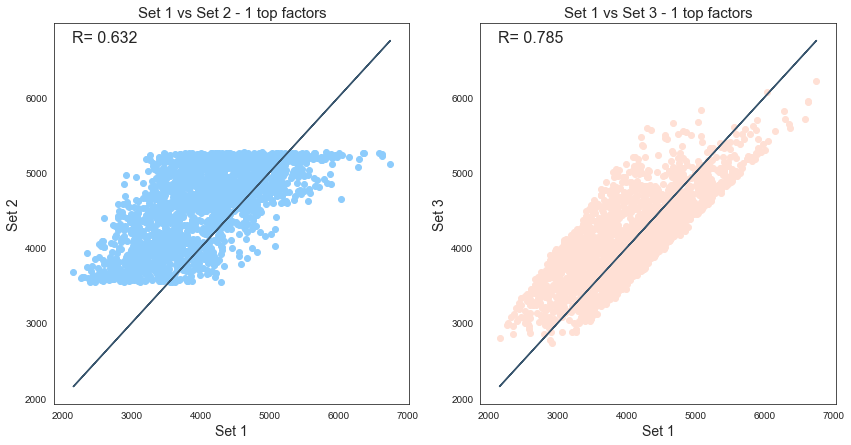 Set 1 vs Set 2 - 1 top factors
R= 0.632
6000
5000
4000
3000
2000
Set 2
2000 3000 4000 5000 6000 7000
Set 1
Set 1 vs Set 3 - 1 top factors
R= 0.785
6000
5000
4000
3000
2000
Set 3
2000 3000 4000 5000 6000 7000
Set 1